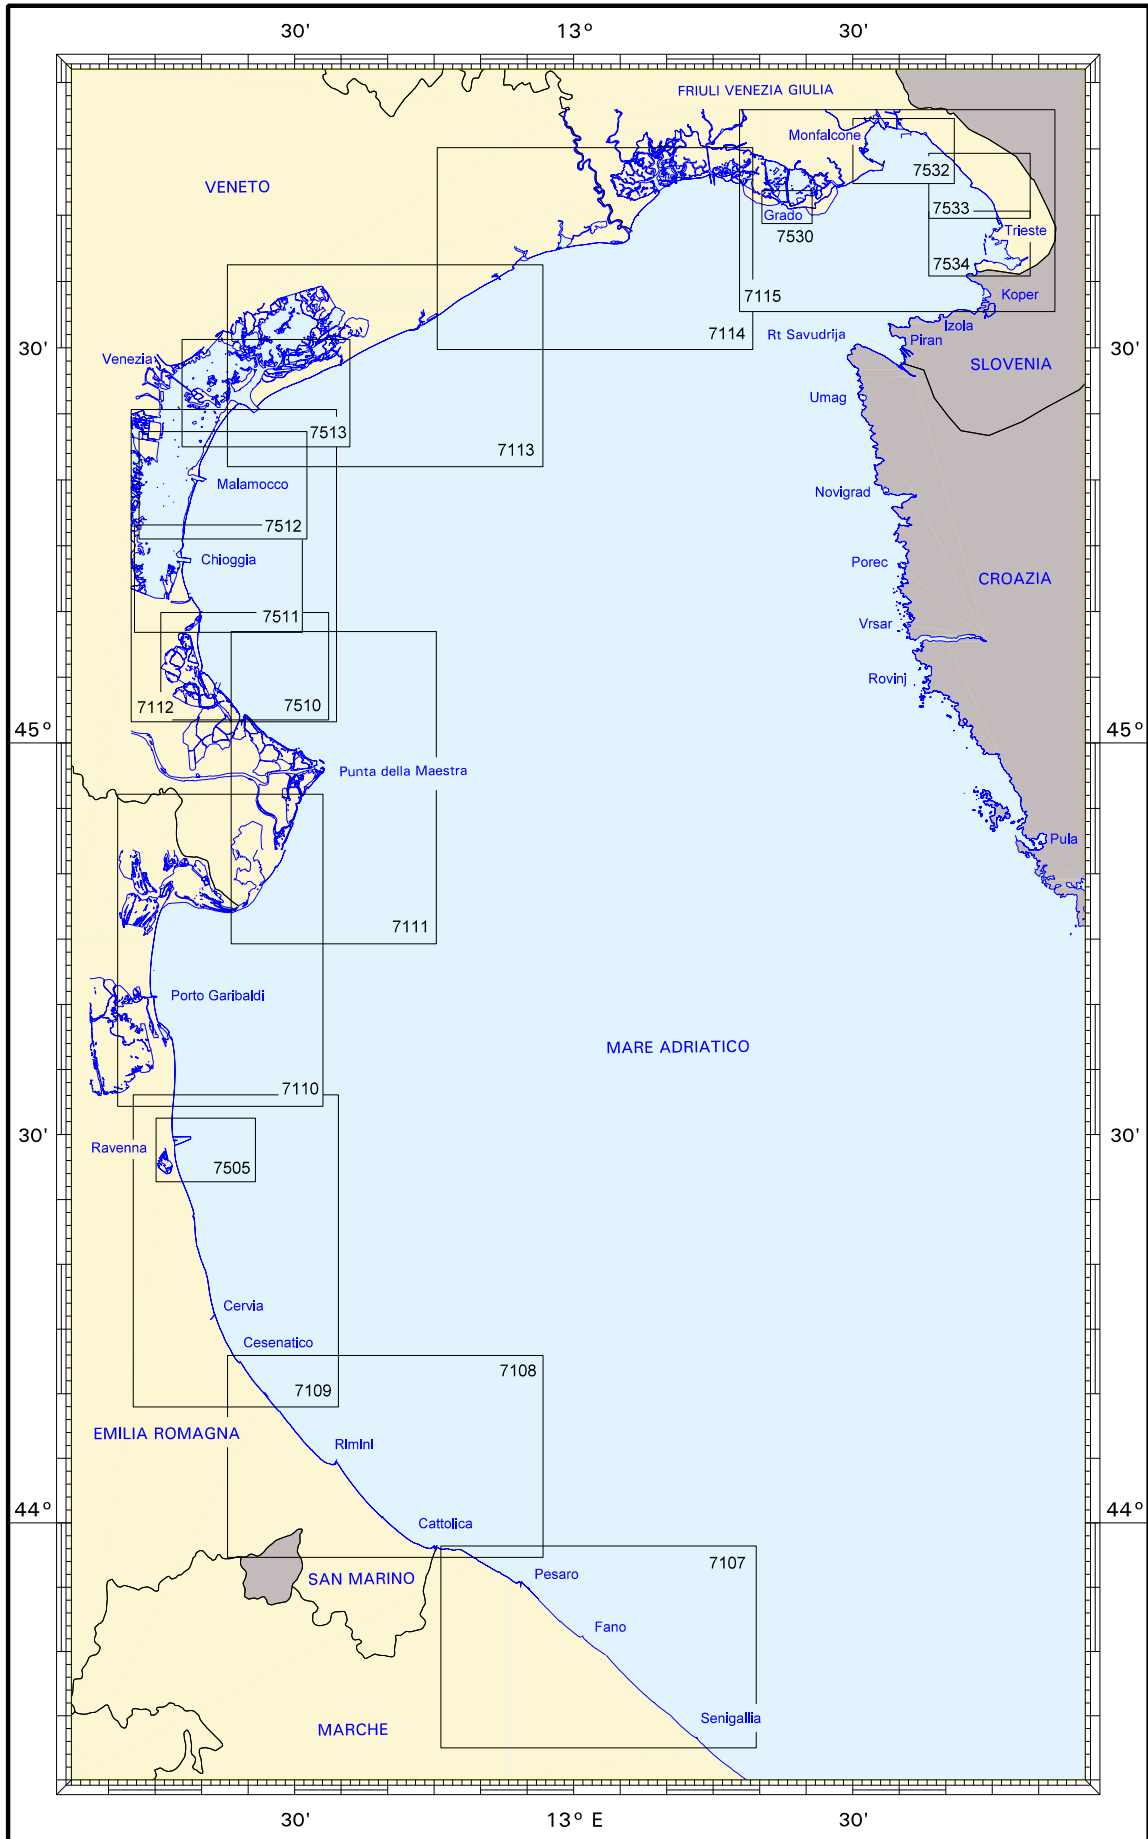 30'
13°
30'
FRIULI VENEZIA GIULIA
Monfalcone
7532
VENETO
7533
Grado
7530
Trieste
7534
7115
Koper
Izola
7114
Rt Savudrija
Piran
30'
30'
Venezia
SLOVENIA
Umag
7513
7113
Malamocco
Novigrad
7512
Chioggia
Porec
CROAZIA
7511
Vrsar
Rovinj
7112
7510
45°
45°
Punta della Maestra
Pula
7111
Porto Garibaldi
MARE ADRIATICO
7110
30'
30'
Ravenna
7505
Cervia
Cesenatico
7108
7109
EMILIA ROMAGNA
RImInI
44°
44°
Cattolica
7107
SAN MARINO
Pesaro
Fano
Senigallia
MARCHE
30'
13° E
30'